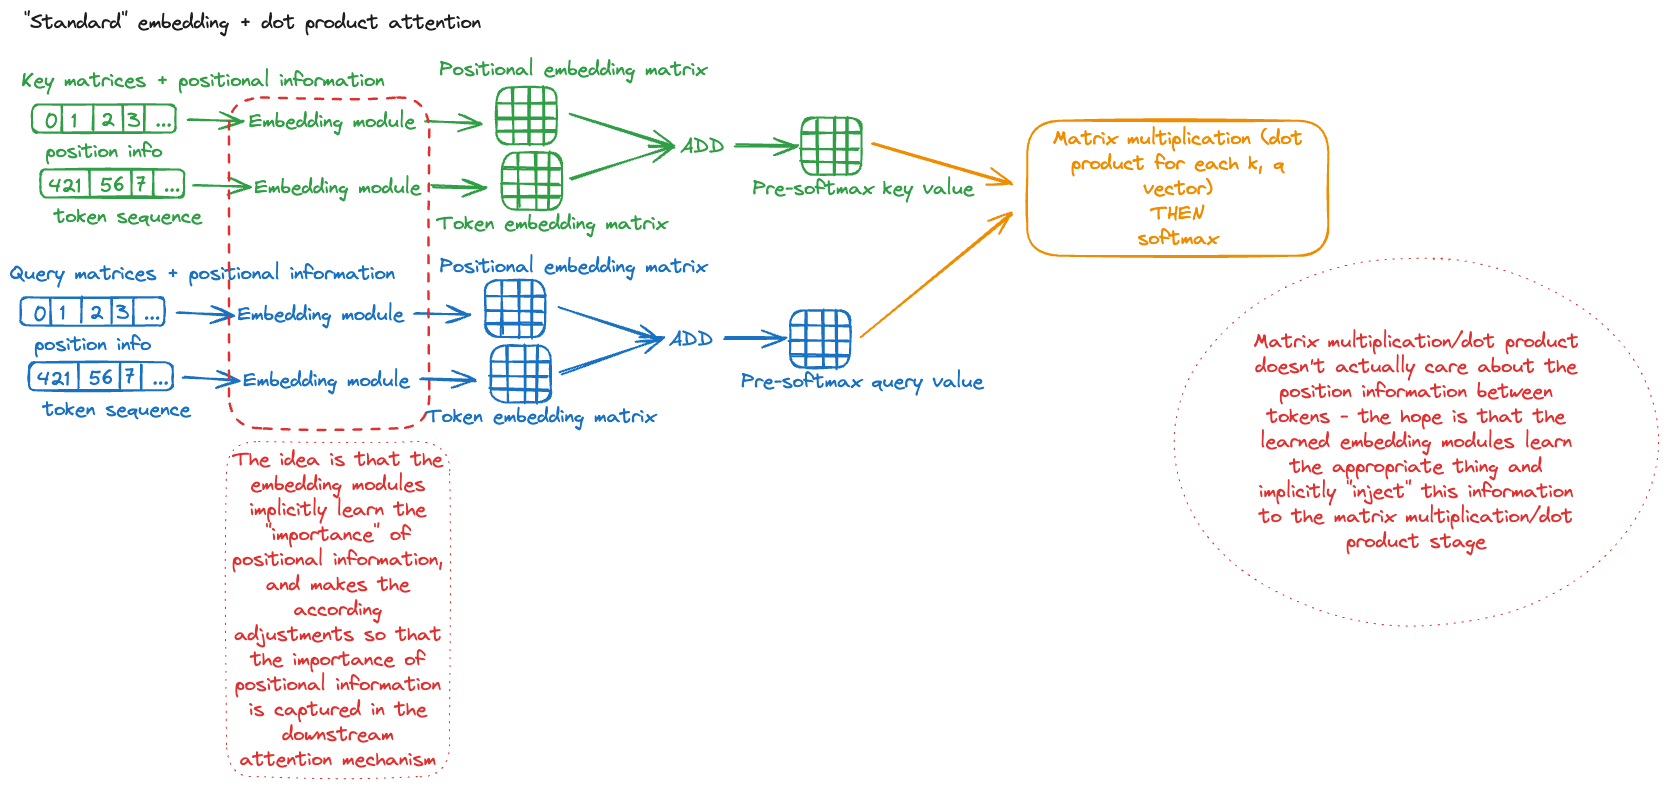 "Standard" embedding + dot product attention
Key matrices + positional information
0 1 2 3 ...
position info
421 56 7 ...
token sequence
Embedding module
Embedding module
Positional embedding matrix
Token embedding matrix
ADD
Pre-softmax key value
Query matrices + positional information
0 1 2 3 ...
position info
421 56 7 ...
token sequence
Embedding module
Embedding module
Positional embedding matrix
Token embedding matrix
ADD
Pre-softmax query value
Matrix multiplication (dot
product for each k, q
vector)
THEN
softmax
The idea is that the
embedding modules
implicitly learn the
"importance" of
positional information,
and makes the
according
adjustments so that
the importance of
positional information
is captured in the
downstream
attention mechanism
Matrix multiplication/dot product
doesn't actually care about the
position information between
tokens - the hope is that the
learned embedding modules learn
the appropriate thing and
implicitly "inject" this information
to the matrix multiplication/dot
product stage